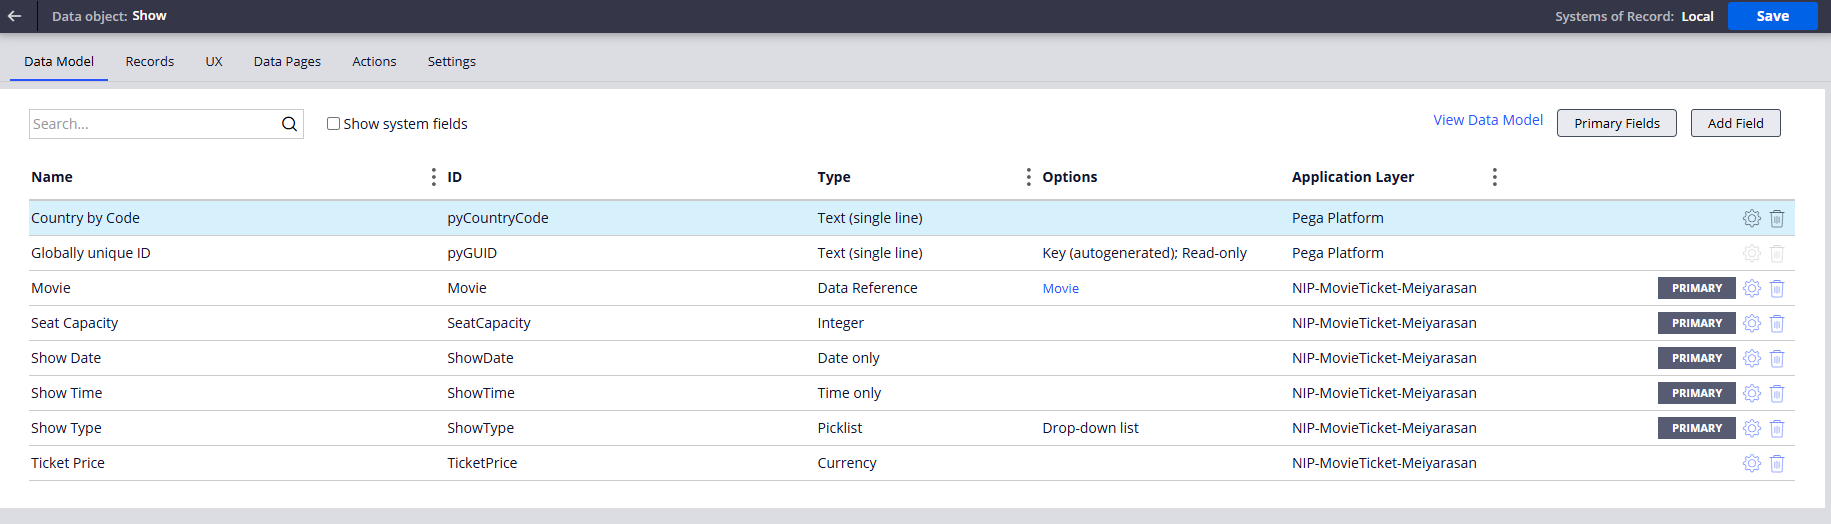 Data object: Show Systems of Record: Local Save
Data Model Records UX Data Pages Actions Settings
Search... Show system fields View Data Model Primary Fields Add Field
Name ID Type Options Application Layer
Country by Code pyCountryCode Text (single line) Pega Platform
Globally unique ID pyGUID Text (single line) Key (autogenerated); Read-only Pega Platform
Movie Movie Data Reference Movie NIP-MovieTicket-Meiyarasan PRIMARY
Seat Capacity SeatCapacity Integer NIP-MovieTicket-Meiyarasan PRIMARY
Show Date ShowDate Date only NIP-MovieTicket-Meiyarasan PRIMARY
Show Time ShowTime Time only NIP-MovieTicket-Meiyarasan PRIMARY
Show Type ShowType Picklist Drop-down list NIP-MovieTicket-Meiyarasan PRIMARY
Ticket Price TicketPrice Currency NIP-MovieTicket-Meiyarasan